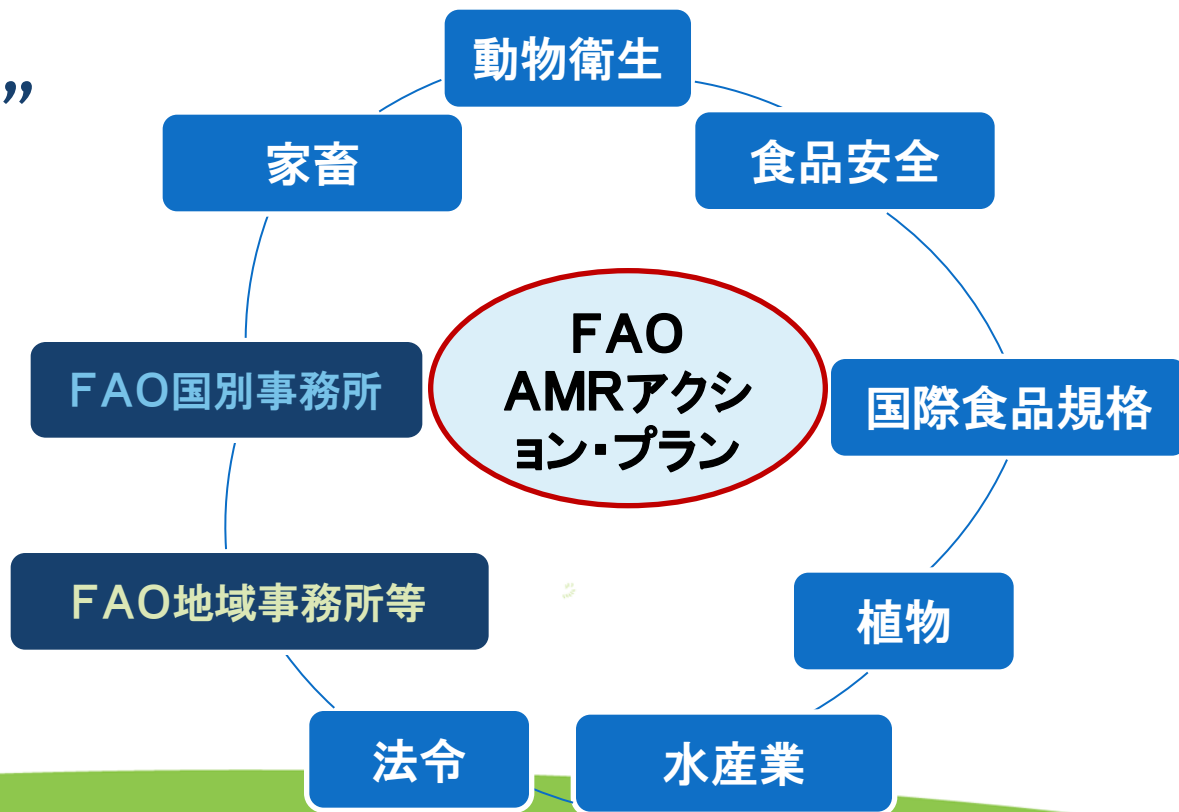 ”
動物衛生
家畜
食品安全
FAO
AMRアクシ
ョン・プラン
FAO国別事務所
国際食品規格
FAO地域事務所等
植物
法令
水産業